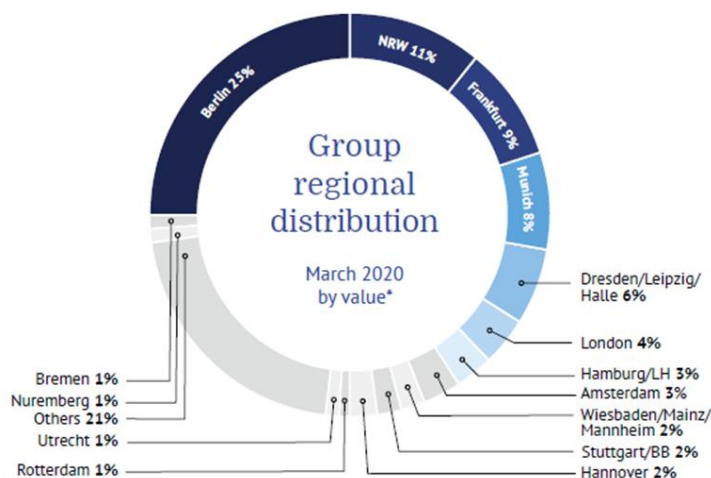 Berlin 25%
NRW 11%
Frankfurt 9%
Munich 8%
Group
regional
distribution
March 2020
by value*
Dresden/Leipzig/
Halle 6%
London 4%
Hamburg/LH 3%
Amsterdam 3%
Wiesbaden/Mainz/
Mannheim 2%
Stuttgart/BB 2%
Hannover 2%
Bremen 1%
Nuremberg 1%
Others 21%
Utrecht 1%
Rotterdam 1%